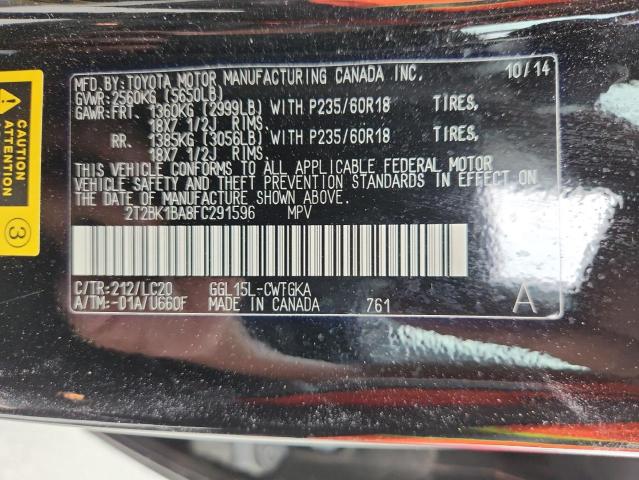 MFD.BY:TOYOTA MOTOR MANUFACTURING CANADA INC. 10/14
GVWR:2560KG (5650LB)
GAWR:FRT. 1360KG (2999LB) WITH P235/60R18 TIRES,
18X7 1/2J RIMS.
RR. 1385KG (3056LB) WITH P235/60R18 TIRES,
18X7 1/2J RIMS.
THIS VEHICLE CONFORMS TO ALL APPLICABLE FEDERAL MOTOR
VEHICLE SAFETY AND THEFT PREVENTION STANDARDS IN EFFECT ON
THE DATE OF MANUFACTURE SHOWN ABOVE.
2T2BK1BA8FC291596 MPV
C/TR:212/LC20 GGL15L-CWTGKA
A/TM:-01A/U660F MADE IN CANADA 761 A
CAUTION
ATTENTION
3